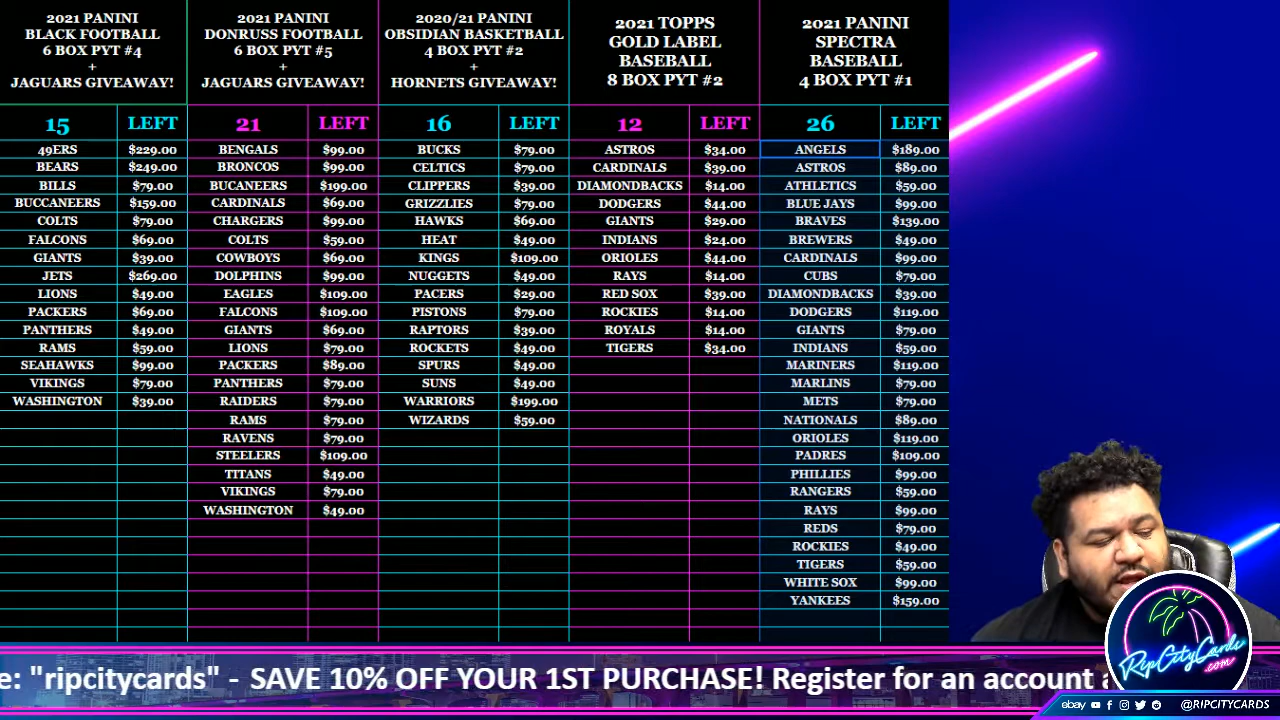 2021 PANINI
BLACK FOOTBALL
6 BOX PYT #4
+
JAGUARS GIVEAWAY!
15 LEFT
49ERS $229.00
BEARS $249.00
BILLS $79.00
BUCCANEERS $159.00
COLTS $79.00
FALCONS $69.00
GIANTS $39.00
JETS $269.00
LIONS $49.00
PACKERS $69.00
PANTHERS $49.00
RAMS $59.00
SEAHAWKS $99.00
VIKINGS $79.00
WASHINGTON $39.00
2021 PANINI
DONRUSS FOOTBALL
6 BOX PYT #5
+
JAGUARS GIVEAWAY!
21 LEFT
BENGALS $99.00
BRONCOS $99.00
BUCANEERS $199.00
CARDINALS $69.00
CHARGERS $99.00
COLTS $59.00
COWBOYS $69.00
DOLPHINS $99.00
EAGLES $109.00
FALCONS $109.00
GIANTS $69.00
LIONS $79.00
PACKERS $89.00
PANTHERS $79.00
RAIDERS $79.00
RAMS $79.00
RAVENS $79.00
STEELERS $109.00
TITANS $49.00
VIKINGS $79.00
WASHINGTON $49.00
2020/21 PANINI
OBSIDIAN BASKETBALL
4 BOX PYT #2
+
HORNETS GIVEAWAY!
16 LEFT
BUCKS $79.00
CELTICS $79.00
CLIPPERS $39.00
GRIZZLIES $79.00
HAWKS $69.00
HEAT $49.00
KINGS $109.00
NUGGETS $49.00
PACERS $29.00
PISTONS $79.00
RAPTORS $39.00
ROCKETS $49.00
SPURS $49.00
SUNS $49.00
WARRIORS $199.00
WIZARDS $59.00
2021 TOPPS
GOLD LABEL
BASEBALL
8 BOX PYT #2
12 LEFT
ASTROS $34.00
CARDINALS $39.00
DIAMONDBACKS $14.00
DODGERS $44.00
GIANTS $29.00
INDIANS $24.00
ORIOLES $44.00
RAYS $14.00
RED SOX $39.00
ROCKIES $14.00
ROYALS $14.00
TIGERS $34.00
2021 PANINI
SPECTRA
BASEBALL
4 BOX PYT #1
26 LEFT
ANGELS $189.00
ASTROS $89.00
ATHLETICS $59.00
BLUE JAYS $99.00
BRAVES $139.00
BREWERS $49.00
CARDINALS $99.00
CUBS $79.00
DIAMONDBACKS $39.00
DODGERS $119.00
GIANTS $79.00
INDIANS $59.00
MARINERS $119.00
MARLINS $79.00
METS $79.00
NATIONALS $89.00
ORIOLES $119.00
PADRES $109.00
PHILLIES $99.00
RANGERS $59.00
RAYS $99.00
REDS $79.00
ROCKIES $49.00
TIGERS $59.00
WHITE SOX $99.00
YANKEES $159.00
e: "ripcitycards" - SAVE 10% OFF YOUR 1ST PURCHASE! Register for an account
RipCityCards
.com
ebay @RIPCITYCARDS